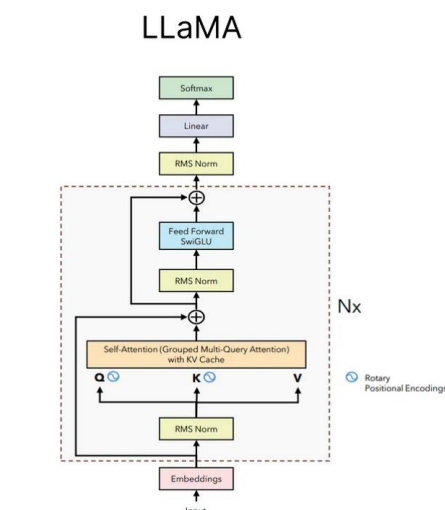 LLaMA
Softmax
Linear
RMS Norm
Feed Forward
SwiGLU
RMS Norm
Nx
Self-Attention (Grouped Multi-Query Attention)
with KV Cache
Q K V
Rotary
Positional Encodings
RMS Norm
Embeddings
Input